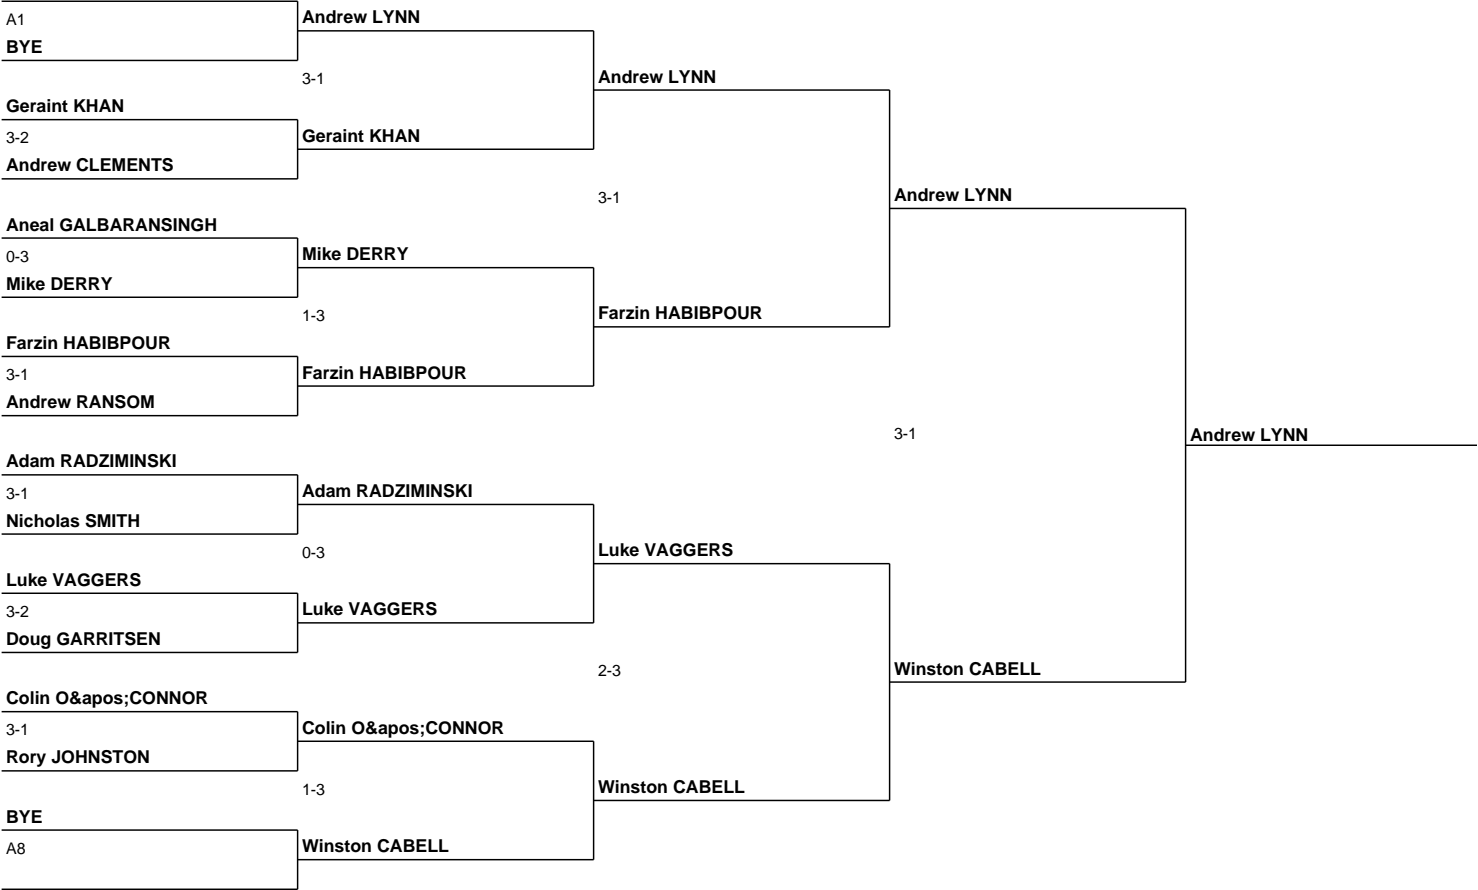 A1
BYE
Geraint KHAN
3-2
Andrew CLEMENTS
Aneal GALBARANSINGH
0-3
Mike DERRY
Farzin HABIBPOUR
3-1
Andrew RANSOM
Adam RADZIMINSKI
3-1
Nicholas SMITH
Luke VAGGERS
3-2
Doug GARRITSEN
Colin O&apos;CONNOR
3-1
Rory JOHNSTON
BYE
A8
Andrew LYNN
3-1
Geraint KHAN
Mike DERRY
1-3
Farzin HABIBPOUR
Adam RADZIMINSKI
0-3
Luke VAGGERS
Colin O&apos;CONNOR
1-3
Winston CABELL
Andrew LYNN
3-1
Farzin HABIBPOUR
Luke VAGGERS
2-3
Winston CABELL
Andrew LYNN
3-1
Winston CABELL
Andrew LYNN